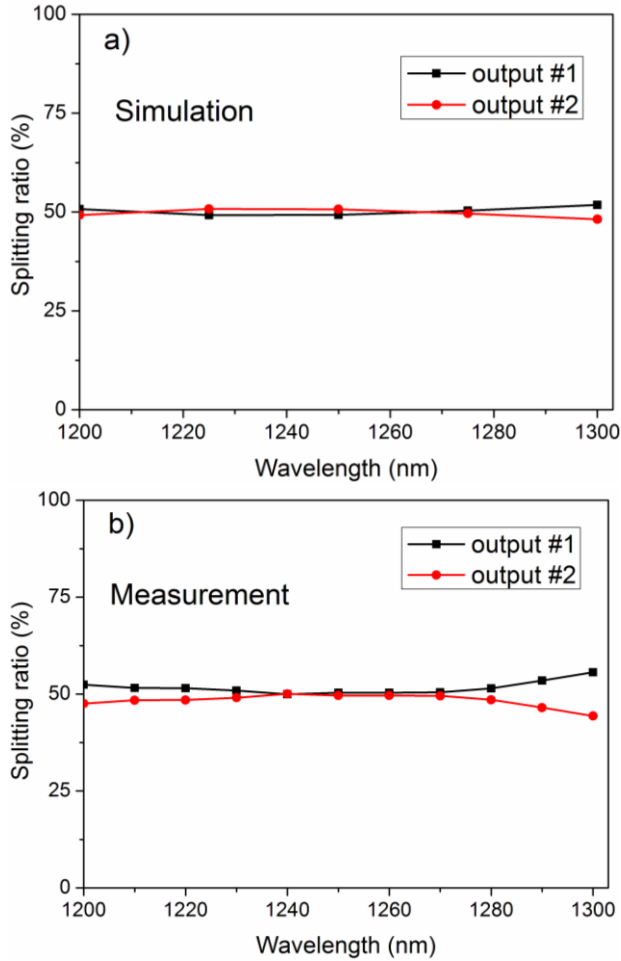 a)
Simulation
output #1
output #2
Splitting ratio (%)
100
75
50
25
0
1200
1220
1240
1260
1280
1300
Wavelength (nm)
b)
Measurement
output #1
output #2
Splitting ratio (%)
100
75
50
25
0
1200
1220
1240
1260
1280
1300
Wavelength (nm)